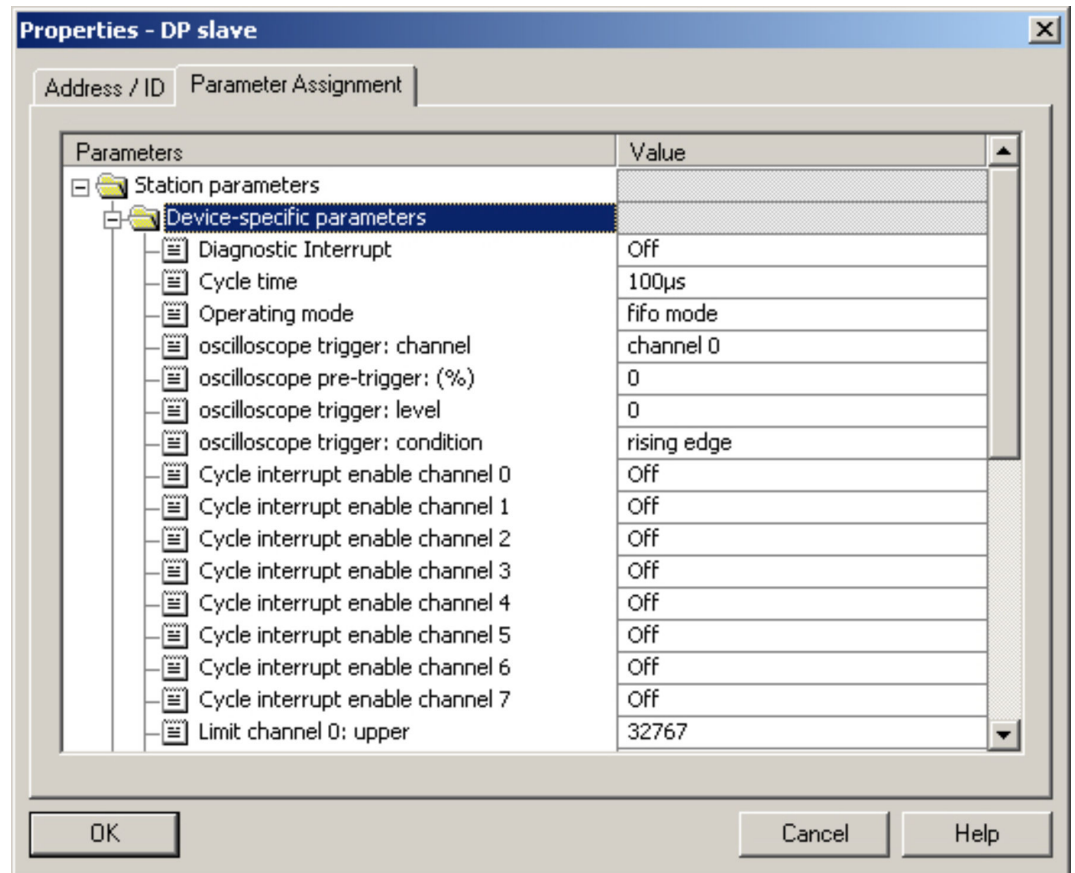 Properties - DP slave
Address / ID Parameter Assignment
Parameters Value
Station parameters
Device-specific parameters
Diagnostic Interrupt Off
Cycle time 100µs
Operating mode fifo mode
oscilloscope trigger: channel channel 0
oscilloscope pre-trigger: (%) 0
oscilloscope trigger: level 0
oscilloscope trigger: condition rising edge
Cycle interrupt enable channel 0 Off
Cycle interrupt enable channel 1 Off
Cycle interrupt enable channel 2 Off
Cycle interrupt enable channel 3 Off
Cycle interrupt enable channel 4 Off
Cycle interrupt enable channel 5 Off
Cycle interrupt enable channel 6 Off
Cycle interrupt enable channel 7 Off
Limit channel 0: upper 32767
OK Cancel Help